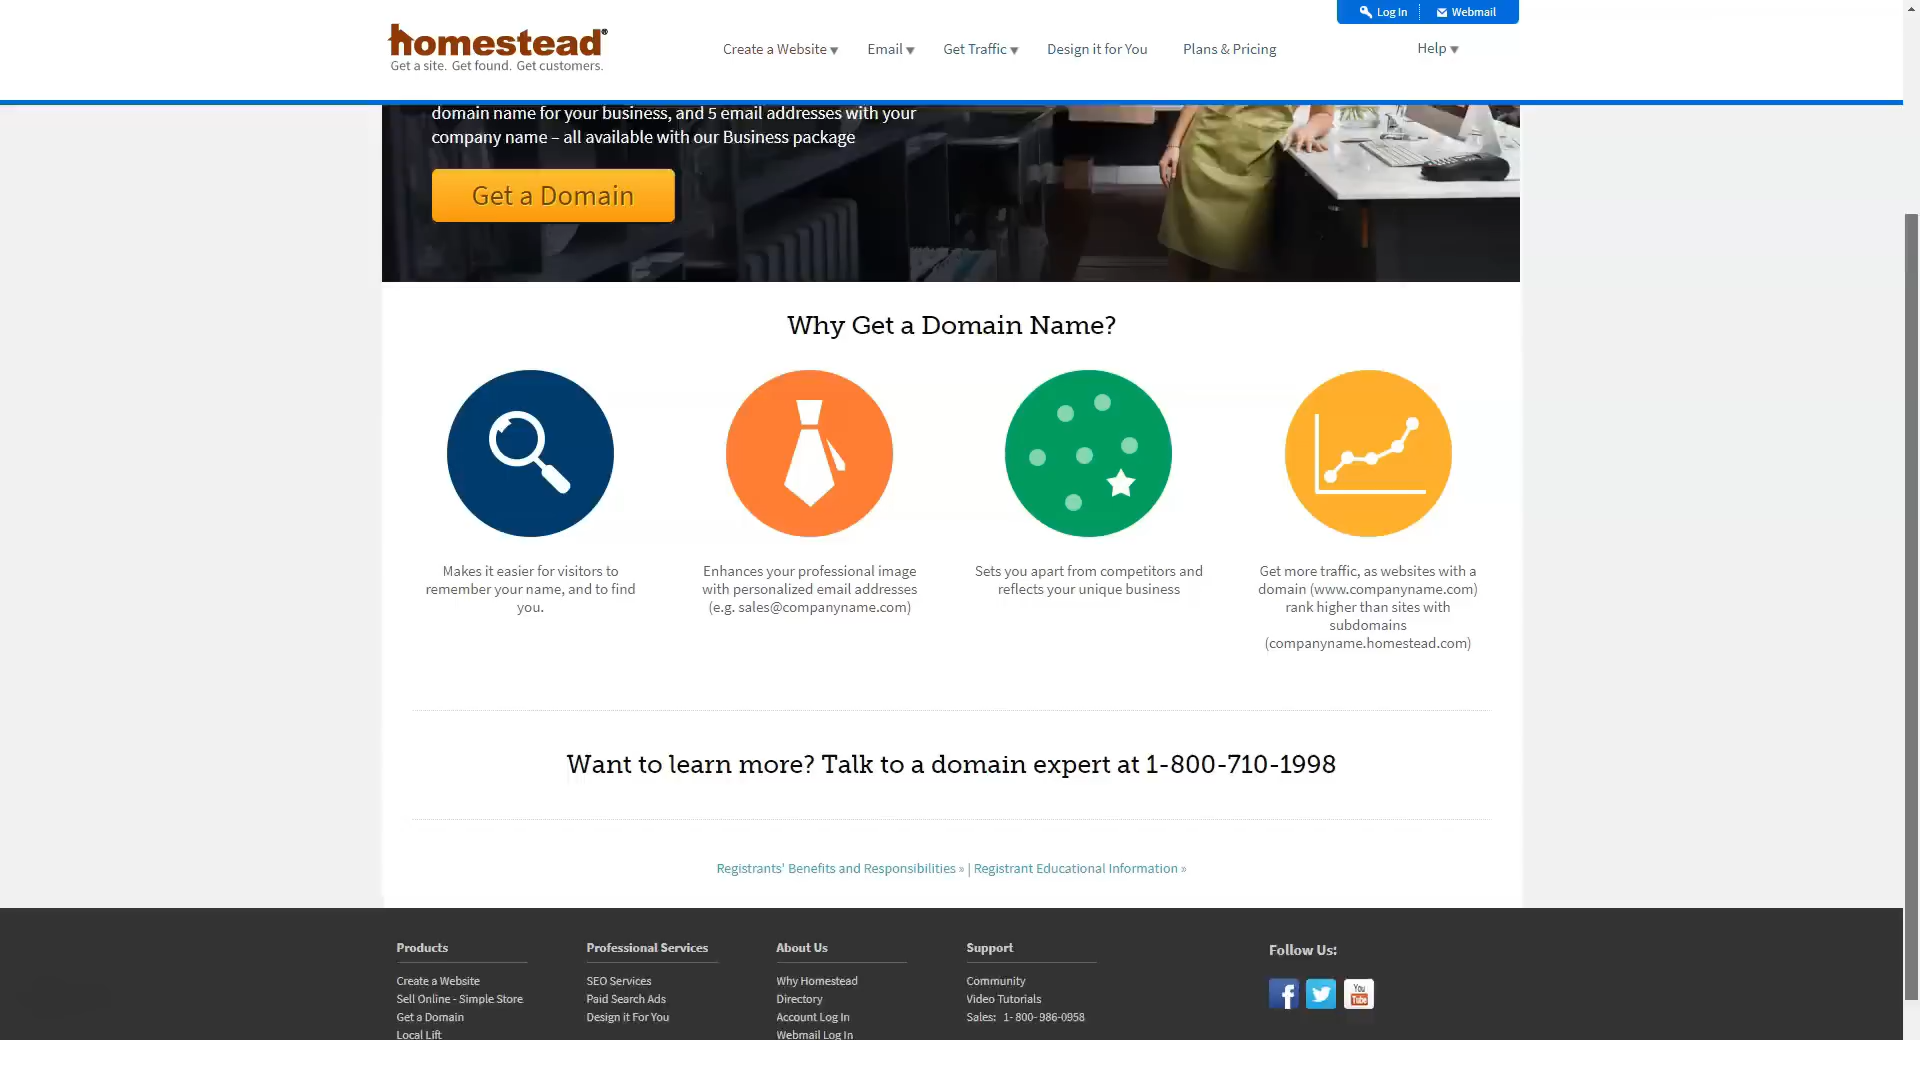 Log In
Webmail
homestead®
Get a site. Get found. Get customers.
Create a Website ▼
Email ▼
Get Traffic ▼
Design it for You
Plans & Pricing
Help ▼
domain name for your business, and 5 email addresses with your
company name – all available with our Business package
Get a Domain
Why Get a Domain Name?
Makes it easier for visitors to
remember your name, and to find
you.
Enhances your professional image
with personalized email addresses
(e.g. sales@companyname.com)
Sets you apart from competitors and
reflects your unique business
Get more traffic, as websites with a
domain (www.companyname.com)
rank higher than sites with
subdomains
(companyname.homestead.com)
Want to learn more? Talk to a domain expert at 1-800-710-1998
Registrants' Benefits and Responsibilities » | Registrant Educational Information »
Products
Create a Website
Sell Online - Simple Store
Get a Domain
Local Lift
Professional Services
SEO Services
Paid Search Ads
Design it For You
About Us
Why Homestead
Directory
Account Log In
Webmail Log In
Support
Community
Video Tutorials
Sales: 1- 800- 986-0958
Follow Us:
You
Tube